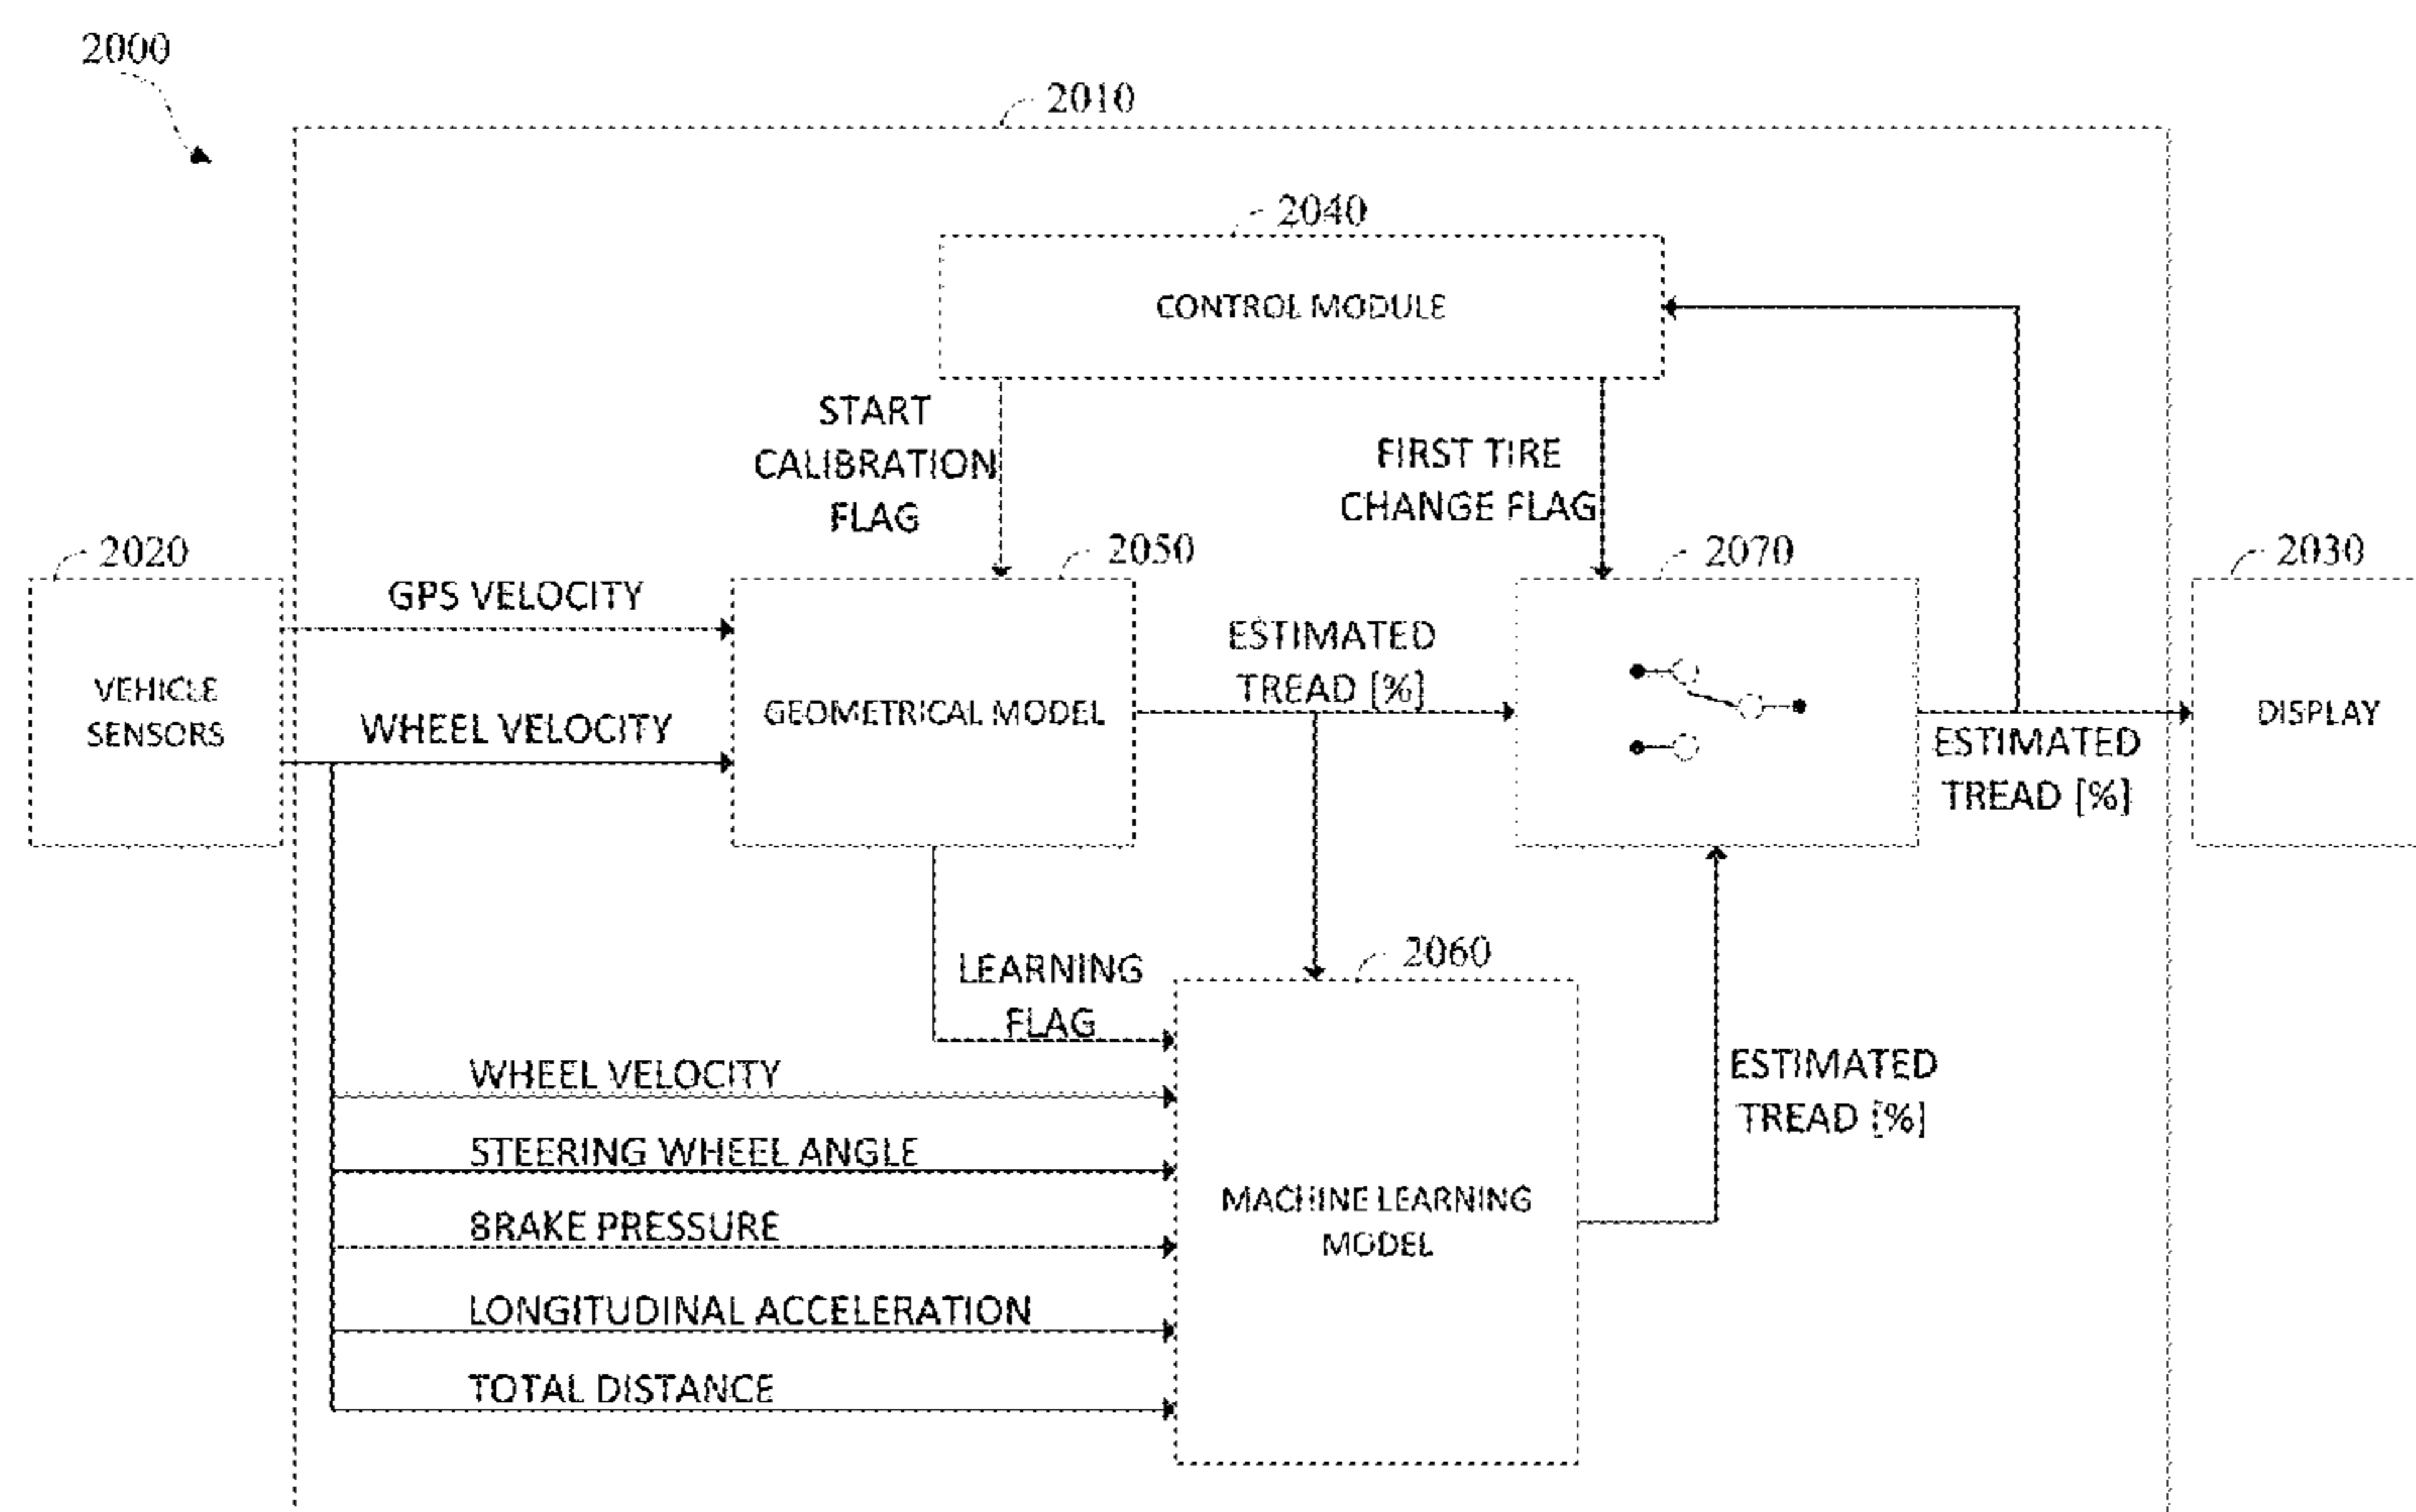 2000
2010
2040
CONTROL MODULE
START
CALIBRATION
FLAG
FIRST TIRE
CHANGE FLAG
2020
2050
2070
2030
GPS VELOCITY
ESTIMATED
TREAD [%]
VEHICLE
SENSORS
WHEEL VELOCITY
GEOMETRICAL MODEL
DISPLAY
ESTIMATED
TREAD [%]
2060
LEARNING
FLAG
WHEEL VELOCITY
ESTIMATED
TREAD [%]
STEERING WHEEL ANGLE
MACHINE LEARNING
MODEL
BRAKE PRESSURE
LONGITUDINAL ACCELERATION
TOTAL DISTANCE